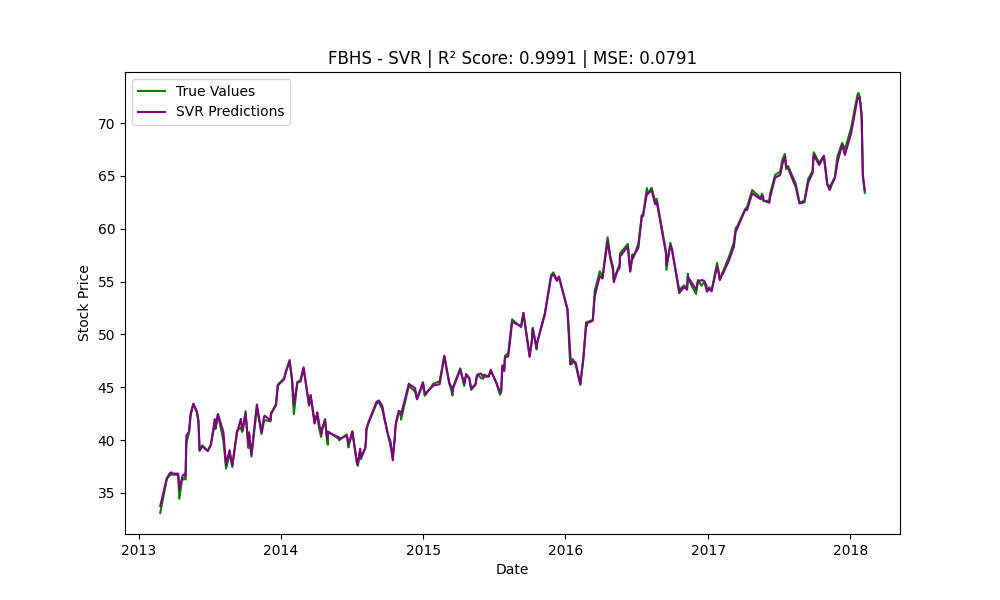 FBHS - SVR | R² Score: 0.9991 | MSE: 0.0791
True Values
SVR Predictions
70
65
60
55
50
45
40
35
Stock Price
2013 2014 2015 2016 2017 2018
Date